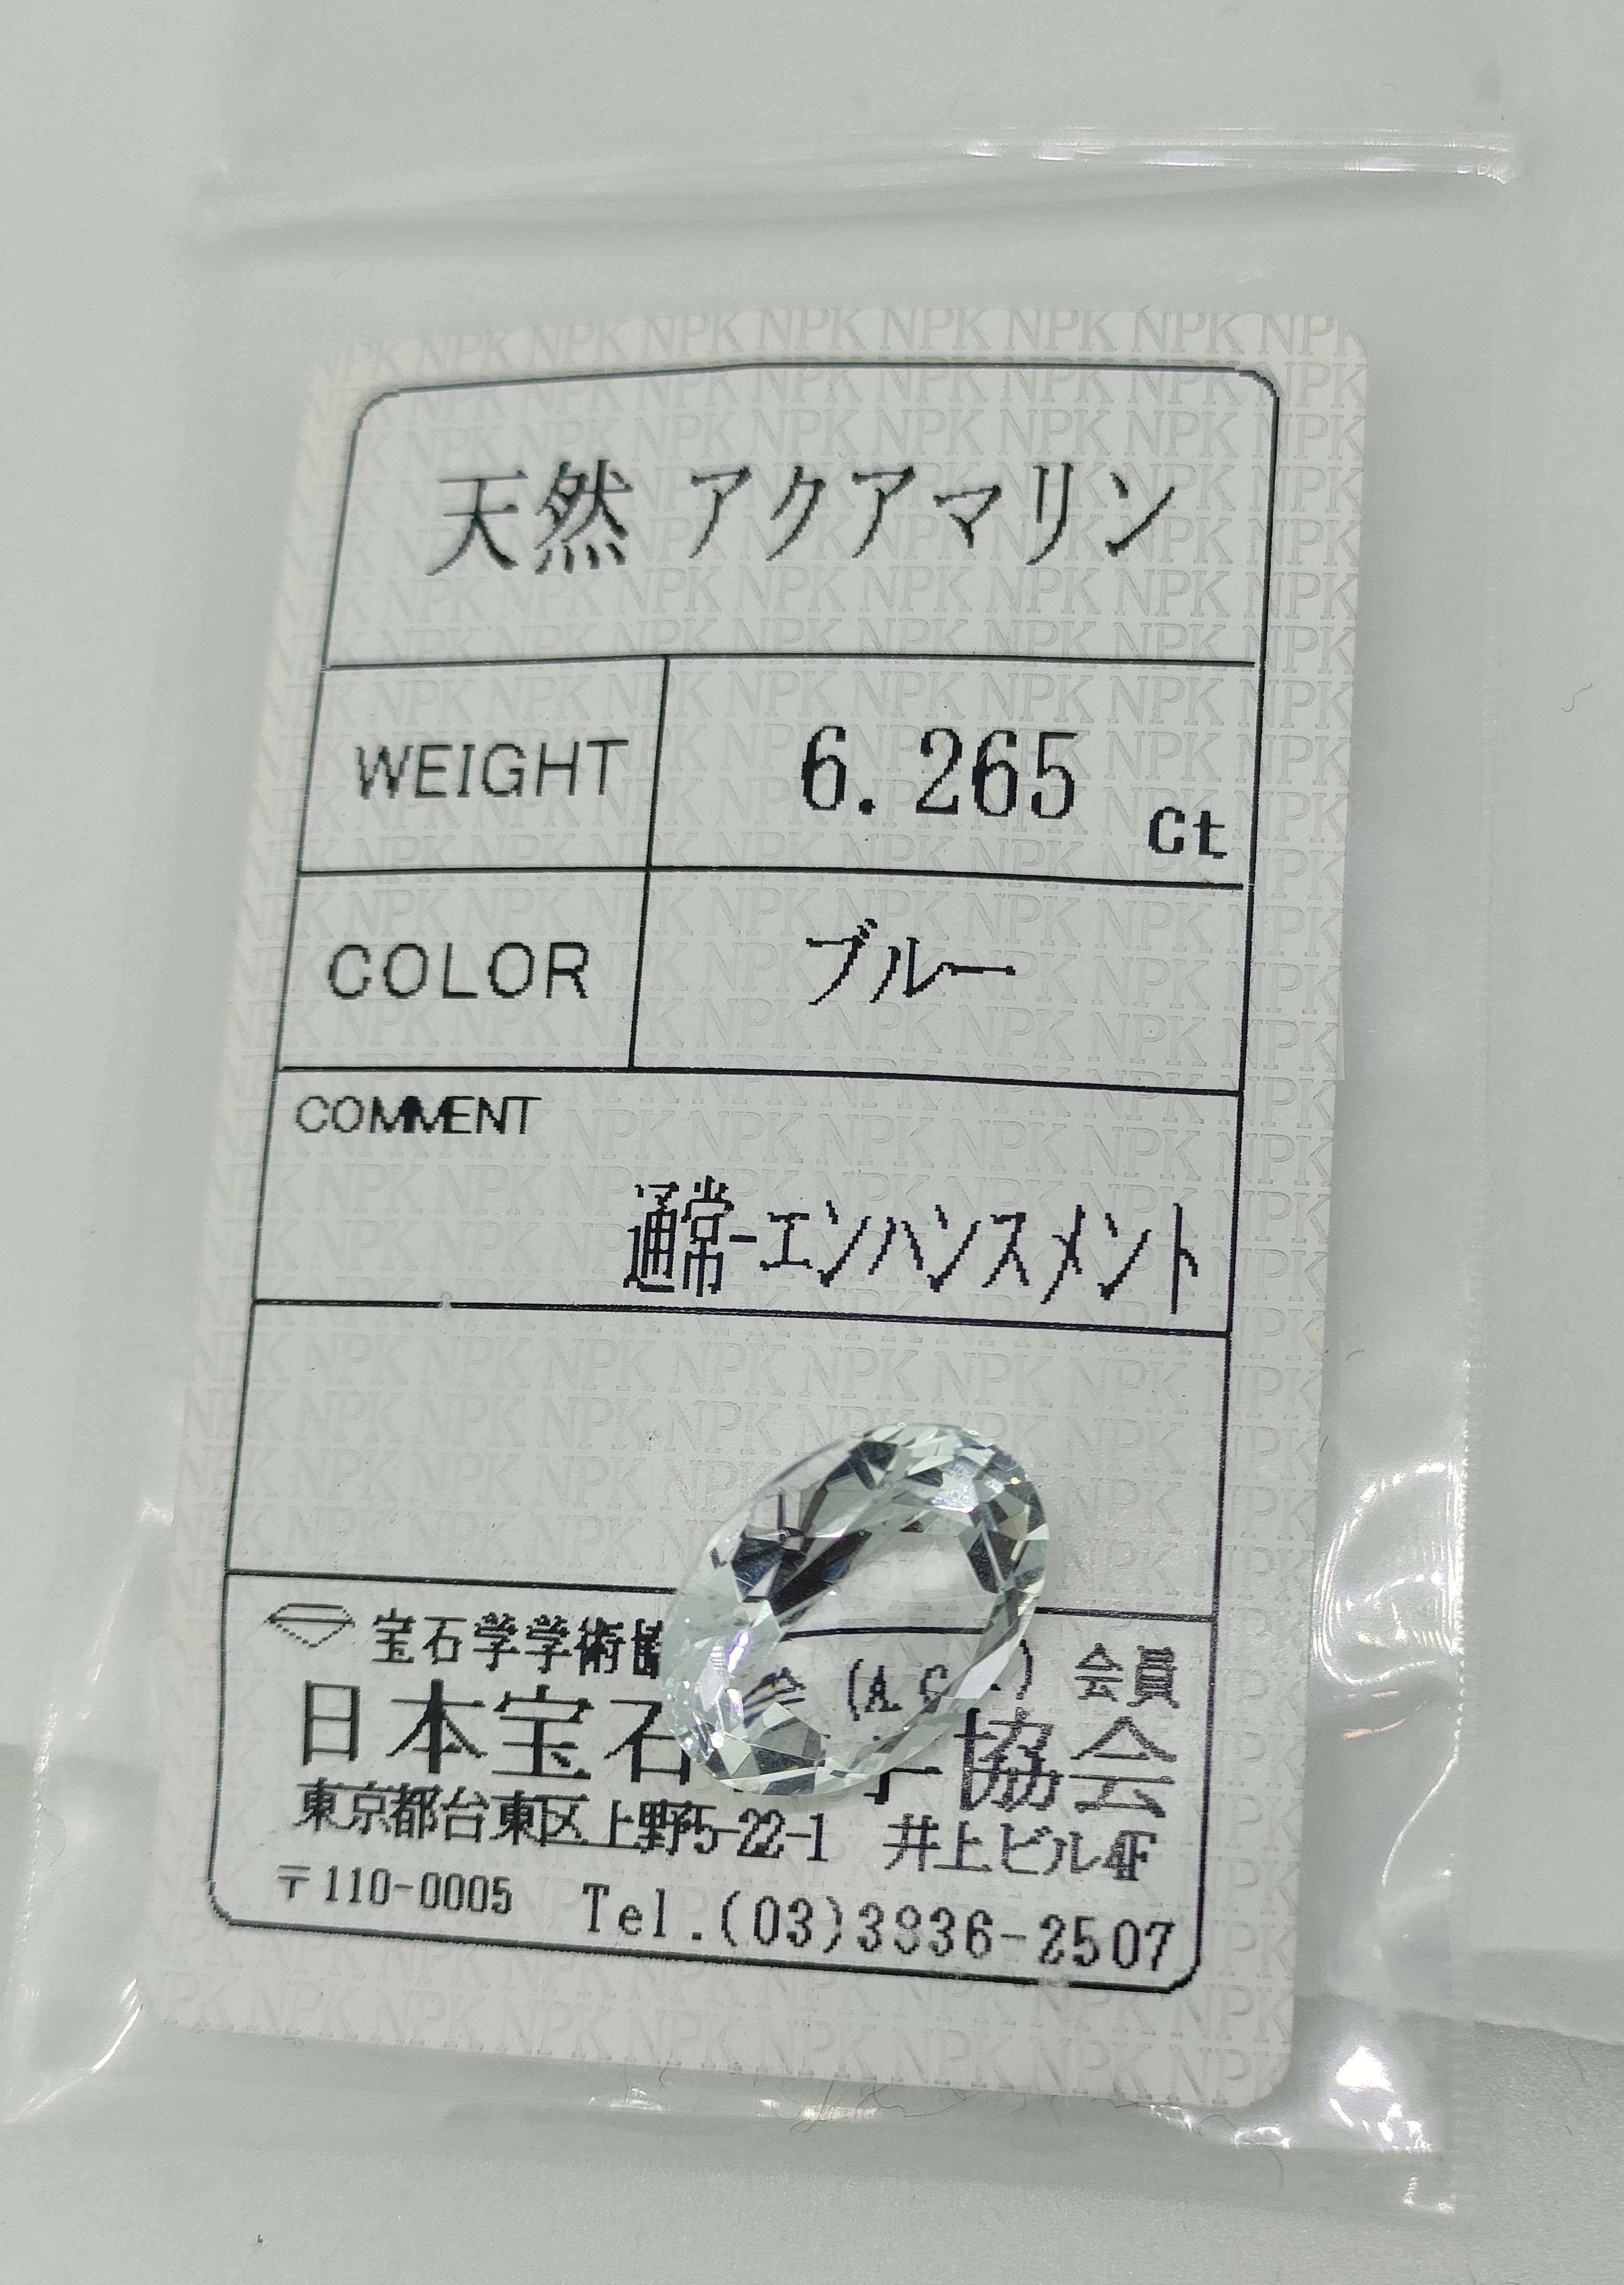 天然 アクアマリン
WEIGHT 6.265 Ct
COLOR ブルー
COMMENT
通常-エンハンスメント
宝石学学術 (A.G 会員
日本宝石 協会
東京都台東区上野5-22-1 井上ビル4F
〒110-0005 Tel.(03)3836-2507